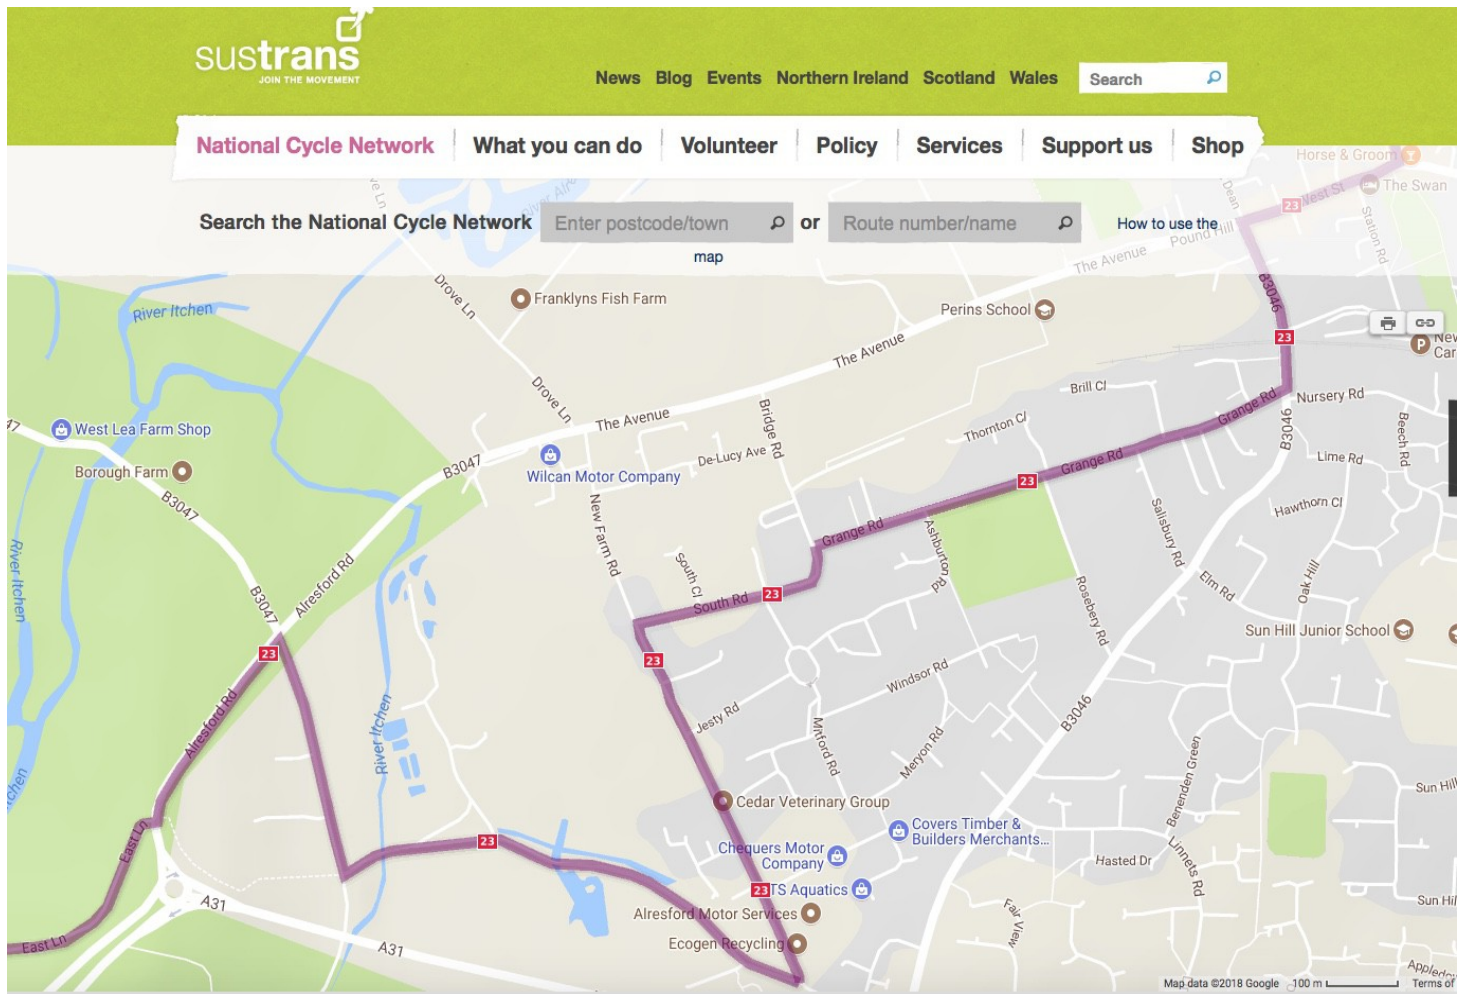 sustrans
JOIN THE MOVEMENT
News Blog Events Northern Ireland Scotland Wales Search
National Cycle Network What you can do Volunteer Policy Services Support us Shop
Horse & Groom
The Swan
West St
23
Station Rd
Search the National Cycle Network Enter postcode/town or Route number/name How to use the
map
Pound Hill
The Avenue
B3046
Drove Ln
Franklyns Fish Farm
River Itchen
Perins School
23
The Avenue
Drove Ln
Brill Cl
Nursery Rd
Grange Rd
The Avenue
Bridge Rd
Thornton Cl
B3046
Beech Rd
47
West Lea Farm Shop
De-Lucy Ave
Lime Rd
Borough Farm
B3047
Wilcan Motor Company
Grange Rd
23
B3047
New Farm Rd
Hawthorn Cl
Salisbury Rd
Grange Rd
Ashburton Rd
River Itchen
Alresford Rd
South Cl
Elm Rd
Oak Hill
B3047
South Rd
23
Rosebery Rd
Sun Hill Junior School
23
23
Windsor Rd
Alresford Rd
River Itchen
Jesty Rd
Mitford Rd
Meryon Rd
B3046
Benenden Green
Sun Hill
Cedar Veterinary Group
Covers Timber &
Builders Merchants...
East Ln
23
Chequers Motor
Company
Hasted Dr
Linnets Rd
23
TS Aquatics
A31
Alresford Motor Services
Fair View
Sun Hil
East Ln
A31
Ecogen Recycling
Map data ©2018 Google 100 m Terms of